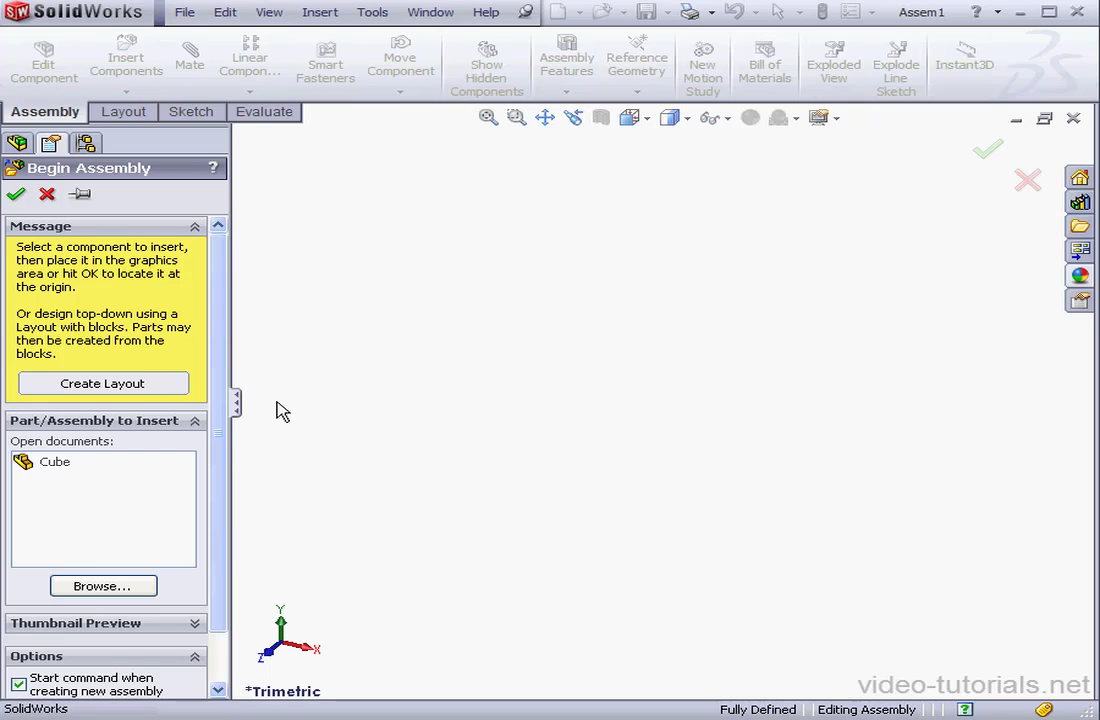 SolidWorks File Edit View Insert Tools Window Help Assem1 ?
Edit Component
Insert Components
Mate
Linear Compon...
Smart Fasteners
Move Component
Show Hidden Components
Assembly Features
Reference Geometry
New Motion Study
Bill of Materials
Exploded View
Explode Line Sketch
Instant3D
Assembly Layout Sketch Evaluate
Begin Assembly ?
Message
Select a component to insert,
then place it in the graphics
area or hit OK to locate it at
the origin.
Or design top-down using a
Layout with blocks. Parts may
then be created from the
blocks.
Create Layout
Part/Assembly to Insert
Open documents:
Cube
Browse...
Thumbnail Preview
Options
Start command when
creating new assembly
Y
X
Z
*Trimetric
video-tutorials.net
SolidWorks Fully Defined Editing Assembly ?